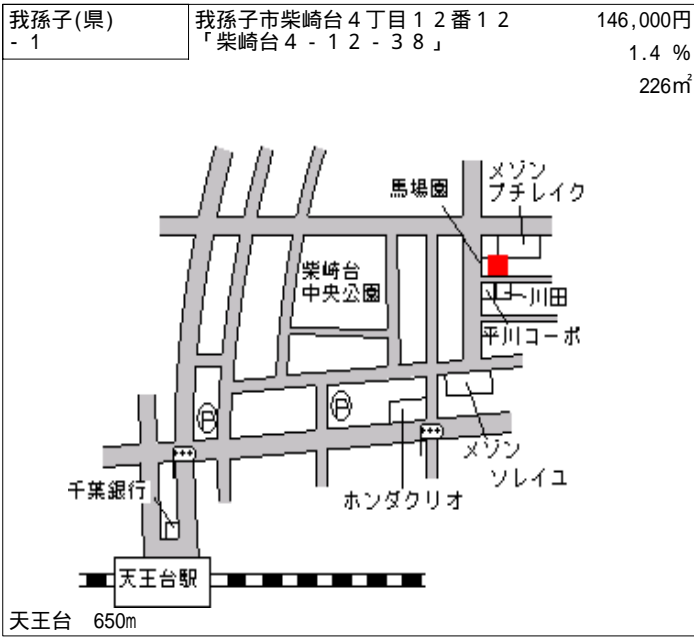 我孫子(県)
- 1
我孫子市柴崎台４丁目１２番１２
「柴崎台４-１２-３８」
146,000円
1.4 %
226㎡
メゾン
プチレイク
馬場園
柴崎台
中央公園
川田
平川コーポ
P
P
メゾン
ソレイユ
ホンダクリオ
千葉銀行
天王台駅
天王台 650m